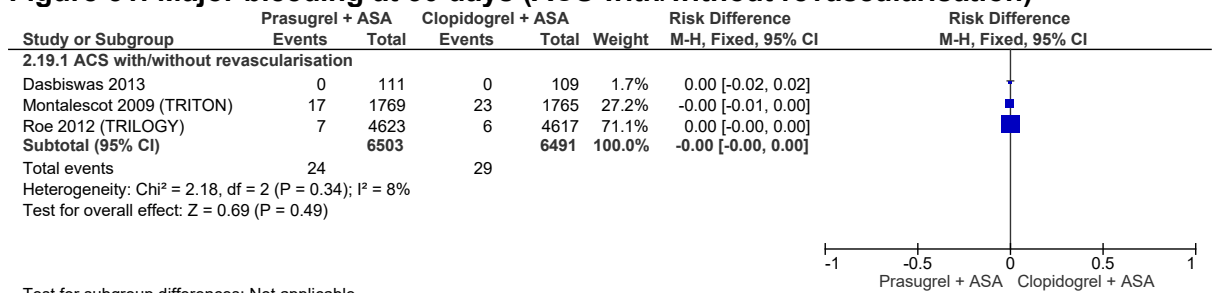 Prasugrel + ASA Clopidogrel + ASA Risk Difference Risk Difference
Study or Subgroup Events Total Events Total Weight M-H, Fixed, 95% CI M-H, Fixed, 95% CI
2.19.1 ACS with/without revascularisation
Dasbiswas 2013 0 111 0 109 1.7% 0.00 [-0.02, 0.02]
Montalescot 2009 (TRITON) 17 1769 23 1765 27.2% -0.00 [-0.01, 0.00]
Roe 2012 (TRILOGY) 7 4623 6 4617 71.1% 0.00 [-0.00, 0.00]
Subtotal (95% CI) 6503 6491 100.0% -0.00 [-0.00, 0.00]
Total events 24 29
Heterogeneity: Chi² = 2.18, df = 2 (P = 0.34); I² = 8%
Test for overall effect: Z = 0.69 (P = 0.49)
-1 -0.5 0 0.5 1
Prasugrel + ASA Clopidogrel + ASA
Test for subgroup differences: Not applicable